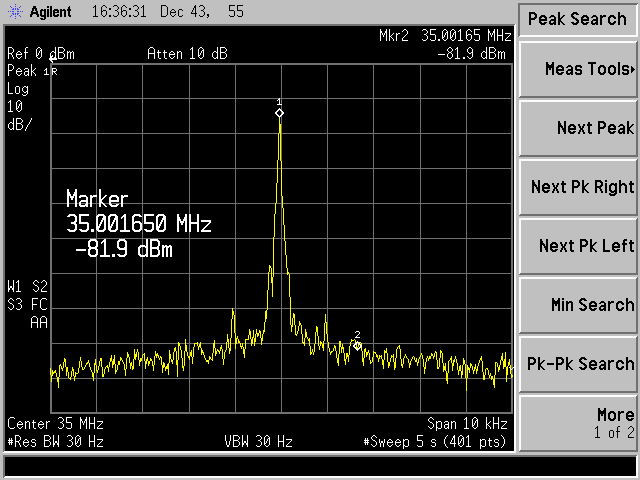 Agilent 16:36:31 Dec 43, 55
Peak Search
Mkr2 35.00165 MHz
Ref 0 dBm Atten 10 dB -81.9 dBm
Peak 1R
Log
10
dB/
1
Marker
35.001650 MHz
-81.9 dBm
W1 S2
S3 FC
AA
2
Center 35 MHz Span 10 kHz
#Res BW 30 Hz VBW 30 Hz #Sweep 5 s (401 pts)
Meas Tools
Next Peak
Next Pk Right
Next Pk Left
Min Search
Pk-Pk Search
More
1 of 2